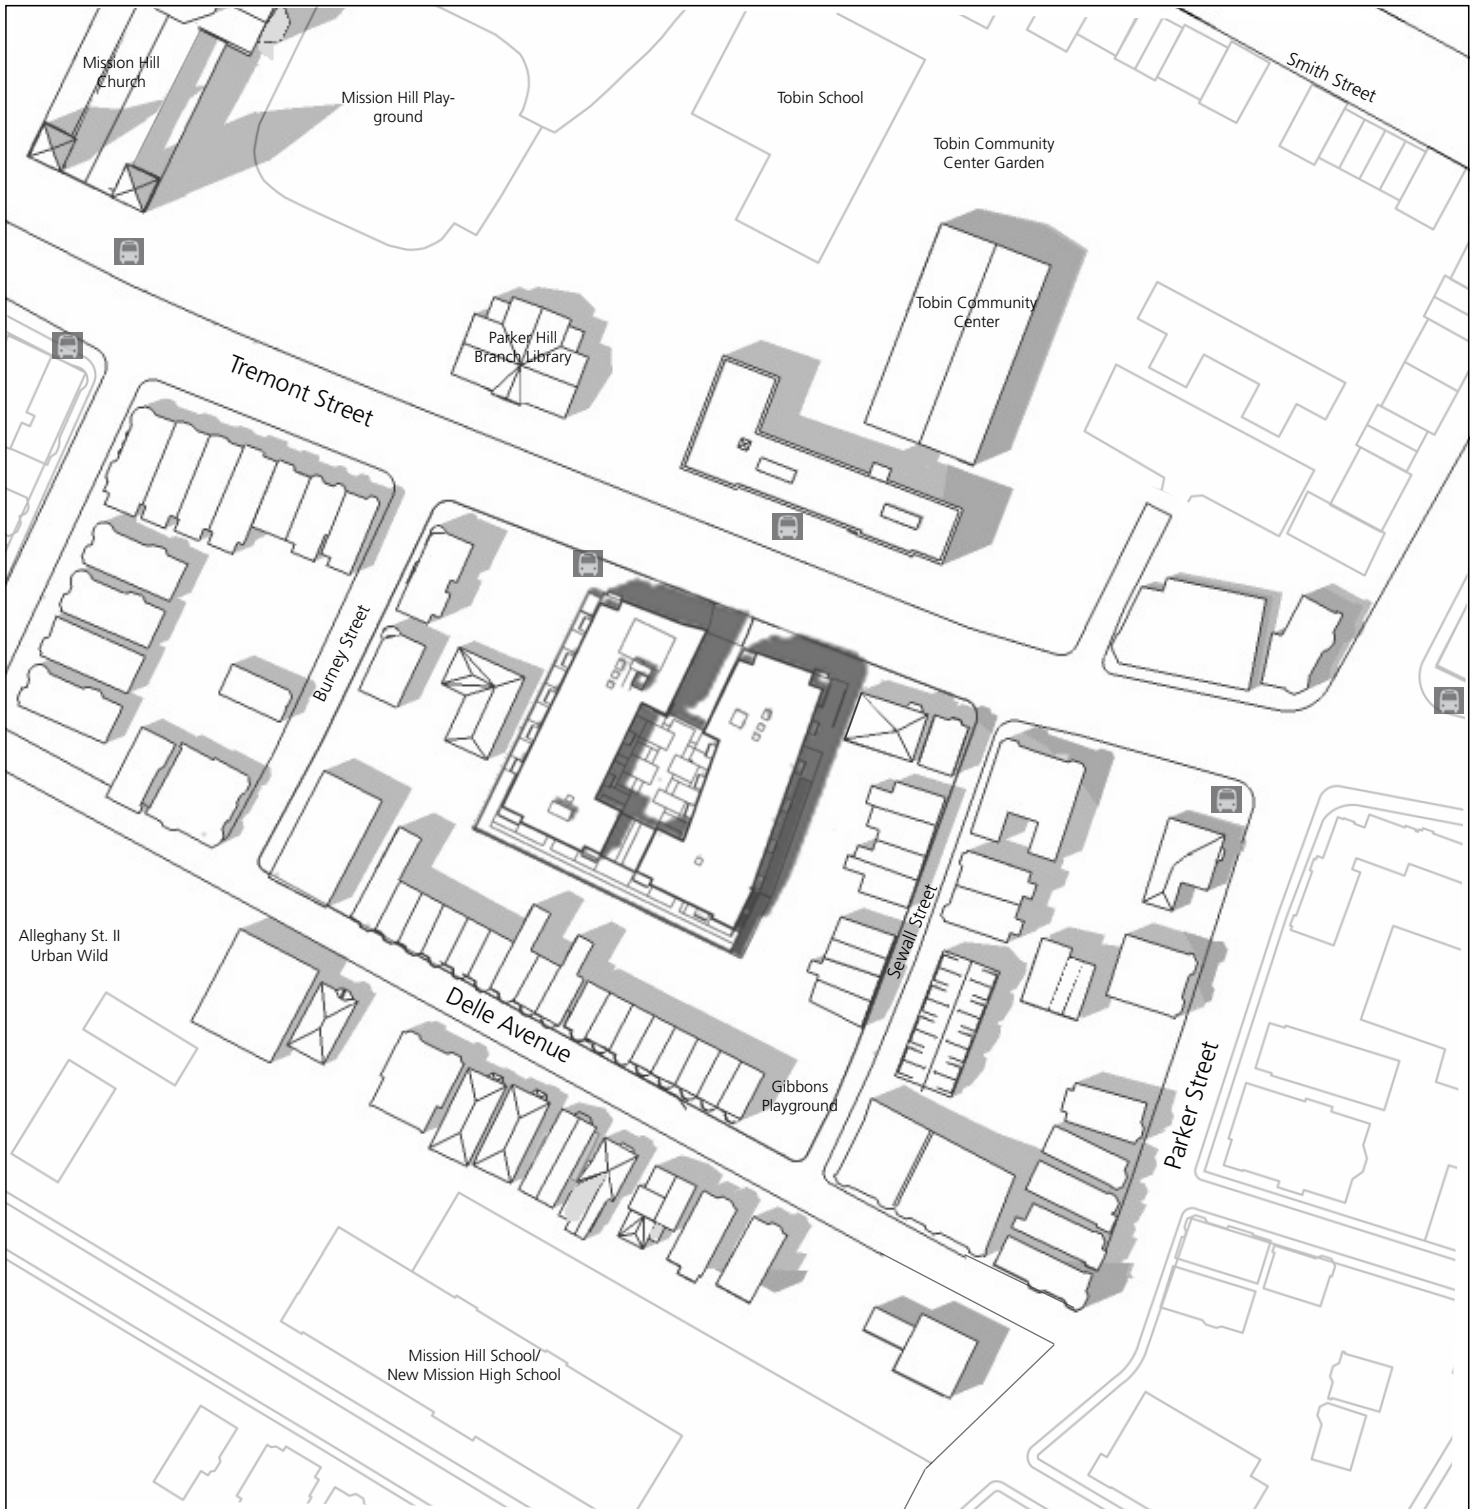 Smith Street
Mission Hill
Church
Mission Hill Play-
ground
Tobin School
Tobin Community
Center Garden
Tobin Community
Center
Parker Hill
Branch Library
Tremont Street
Burney Street
Sewall Street
Alleghany St. II
Urban Wild
Delle Avenue
Gibbons
Playground
Parker Street
Mission Hill School/
New Mission High School